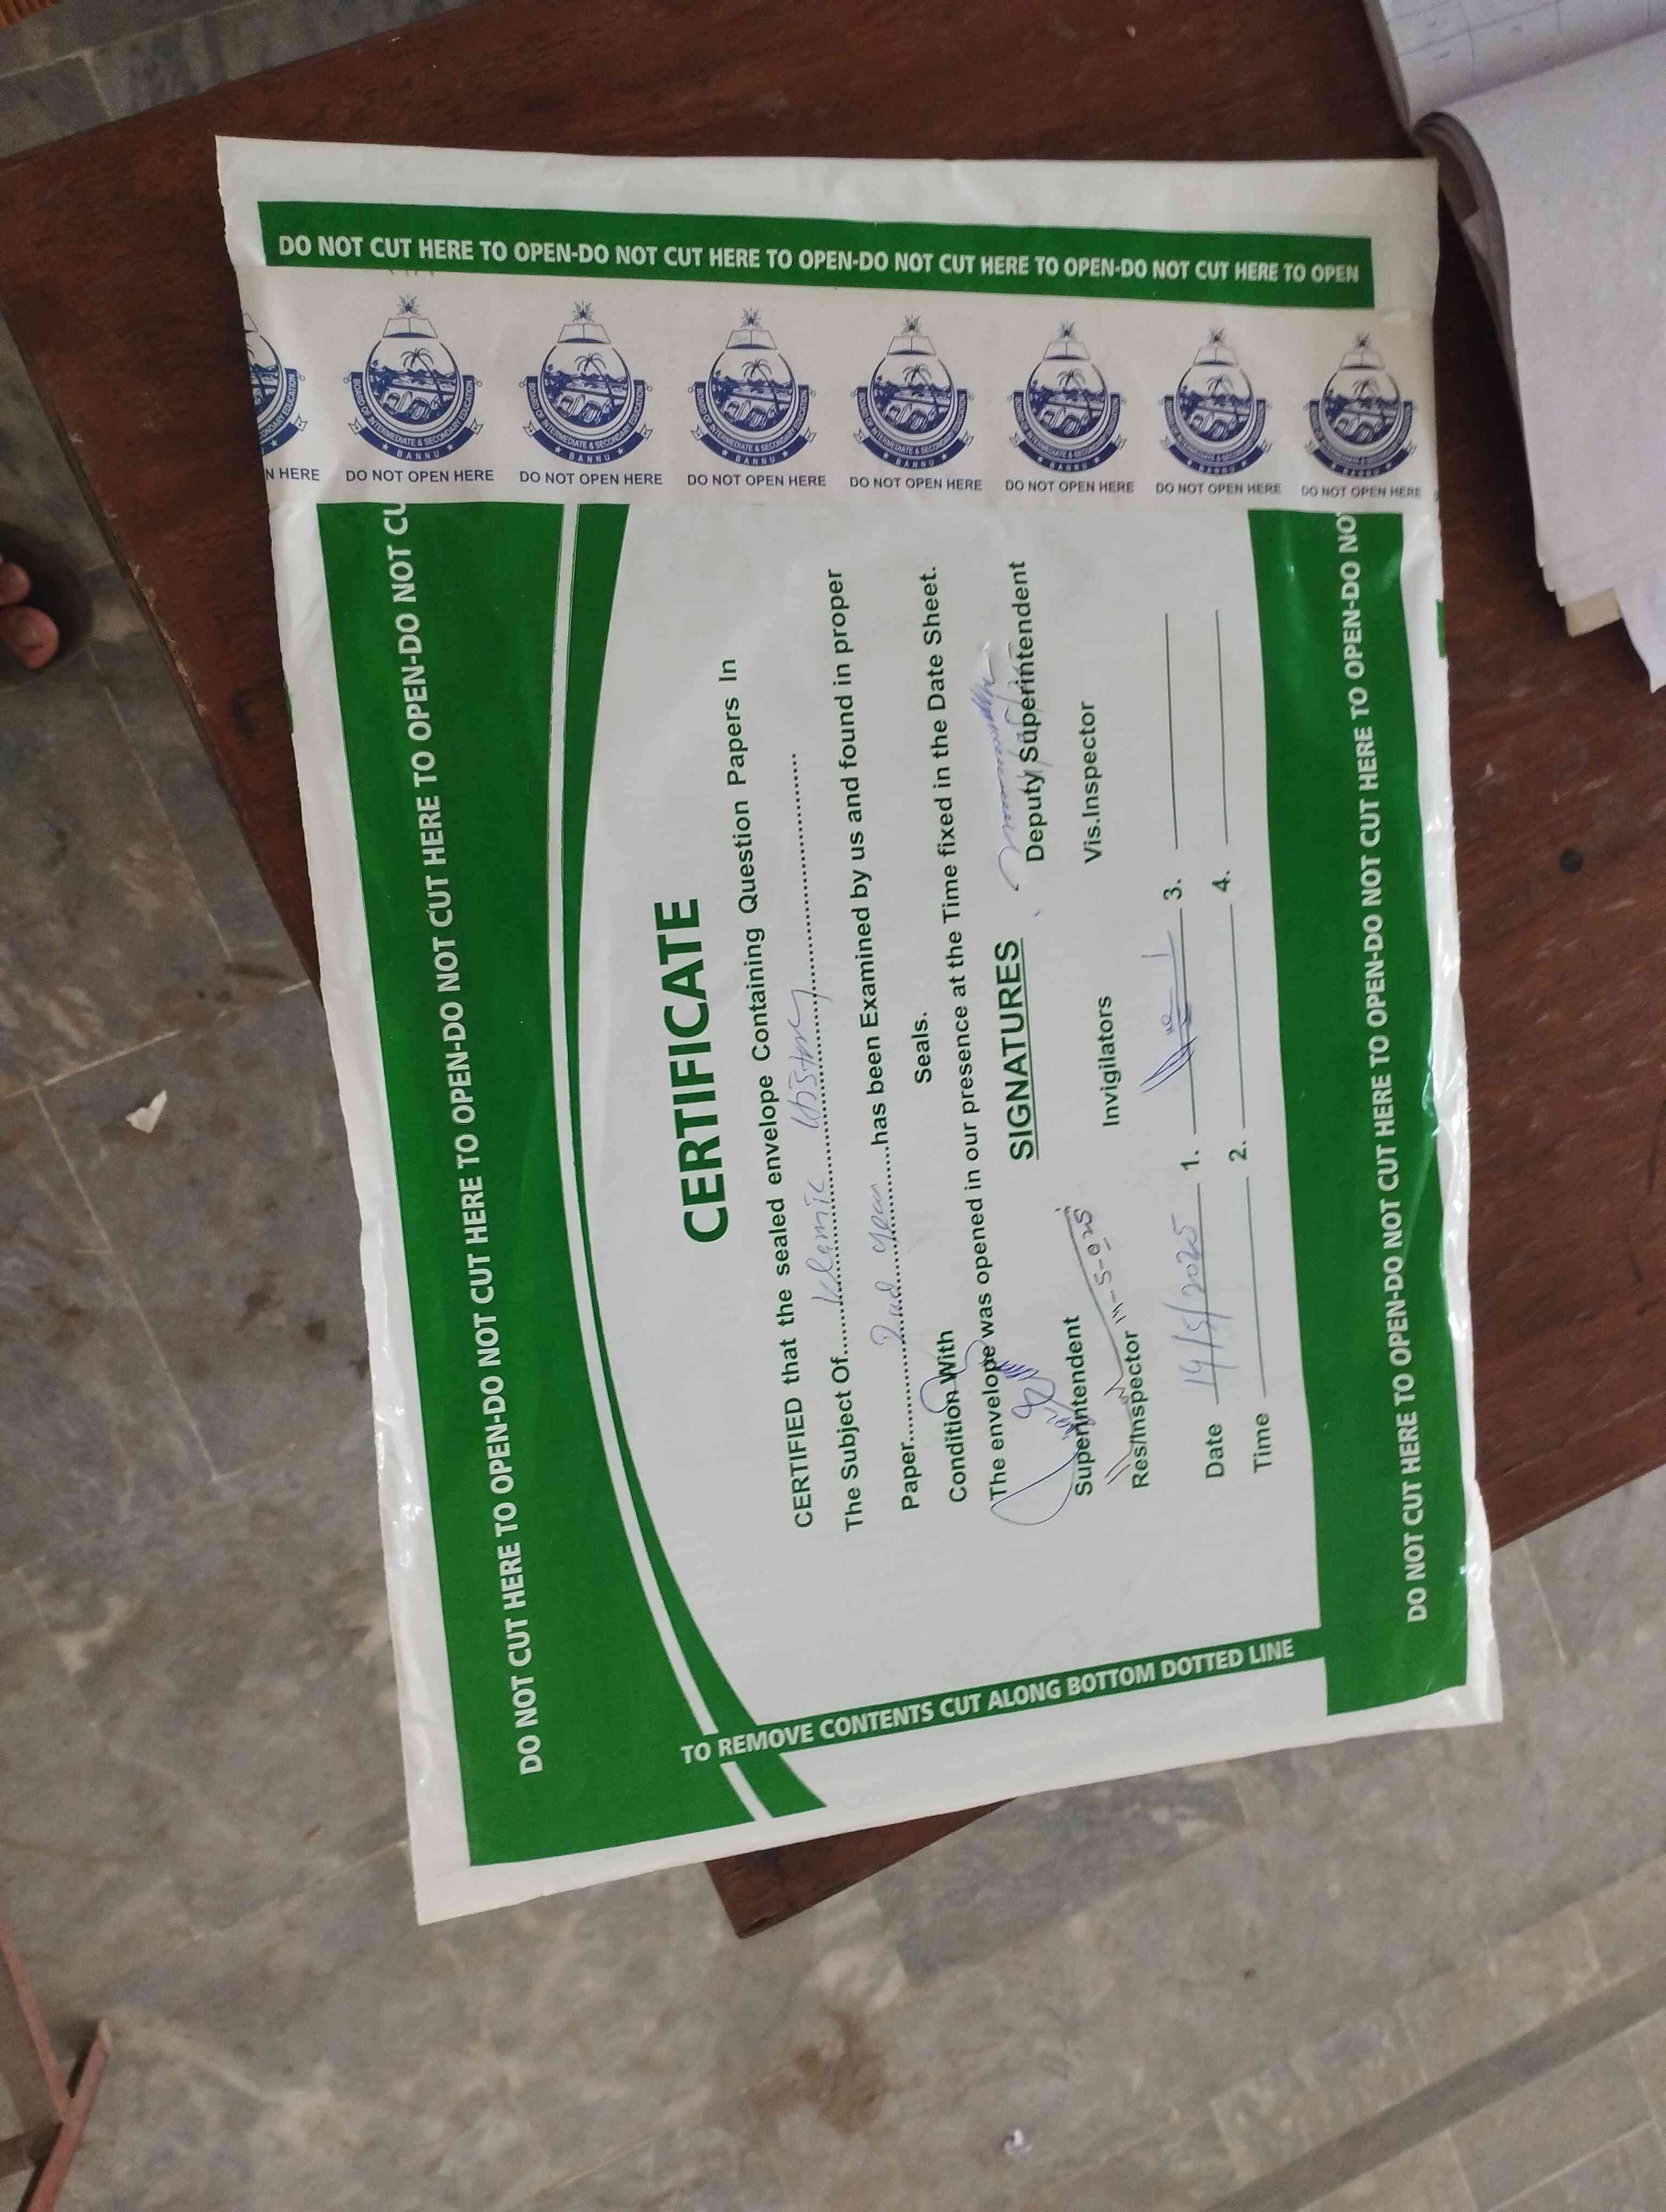 DO NOT CUT HERE TO OPEN-DO NOT CUT HERE TO OPEN-DO NOT CUT HERE TO OPEN-DO NOT CUT HERE TO OPEN
BOARD OF INTERMEDIATE & SECONDARY EDUCATION
BANNU
N HERE DO NOT OPEN HERE DO NOT OPEN HERE DO NOT OPEN HERE DO NOT OPEN HERE DO NOT OPEN HERE DO NOT OPEN HERE DO NOT OPEN HERE
DO NOT CUT HERE TO OPEN-DO NOT CUT HERE TO OPEN-DO NOT CUT HERE TO OPEN-DO NOT CU
CERTIFICATE
CERTIFIED that the sealed envelope Containing Question Papers In
The Subject Of Islamic History
Paper 2nd year has been Examined by us and found in proper
Condition With Seals.
The envelope was opened in our presence at the Time fixed in the Date Sheet.
SIGNATURES
Superintendent Deputy Superintendent
Res/Inspector Invigilators Vis.Inspector
Date 14/5/2025 1. 3.
Time 2. 4.
TO REMOVE CONTENTS CUT ALONG BOTTOM DOTTED LINE
DO NOT CUT HERE TO OPEN-DO NOT CUT HERE TO OPEN-DO NOT CUT HERE TO OPEN-DO NO